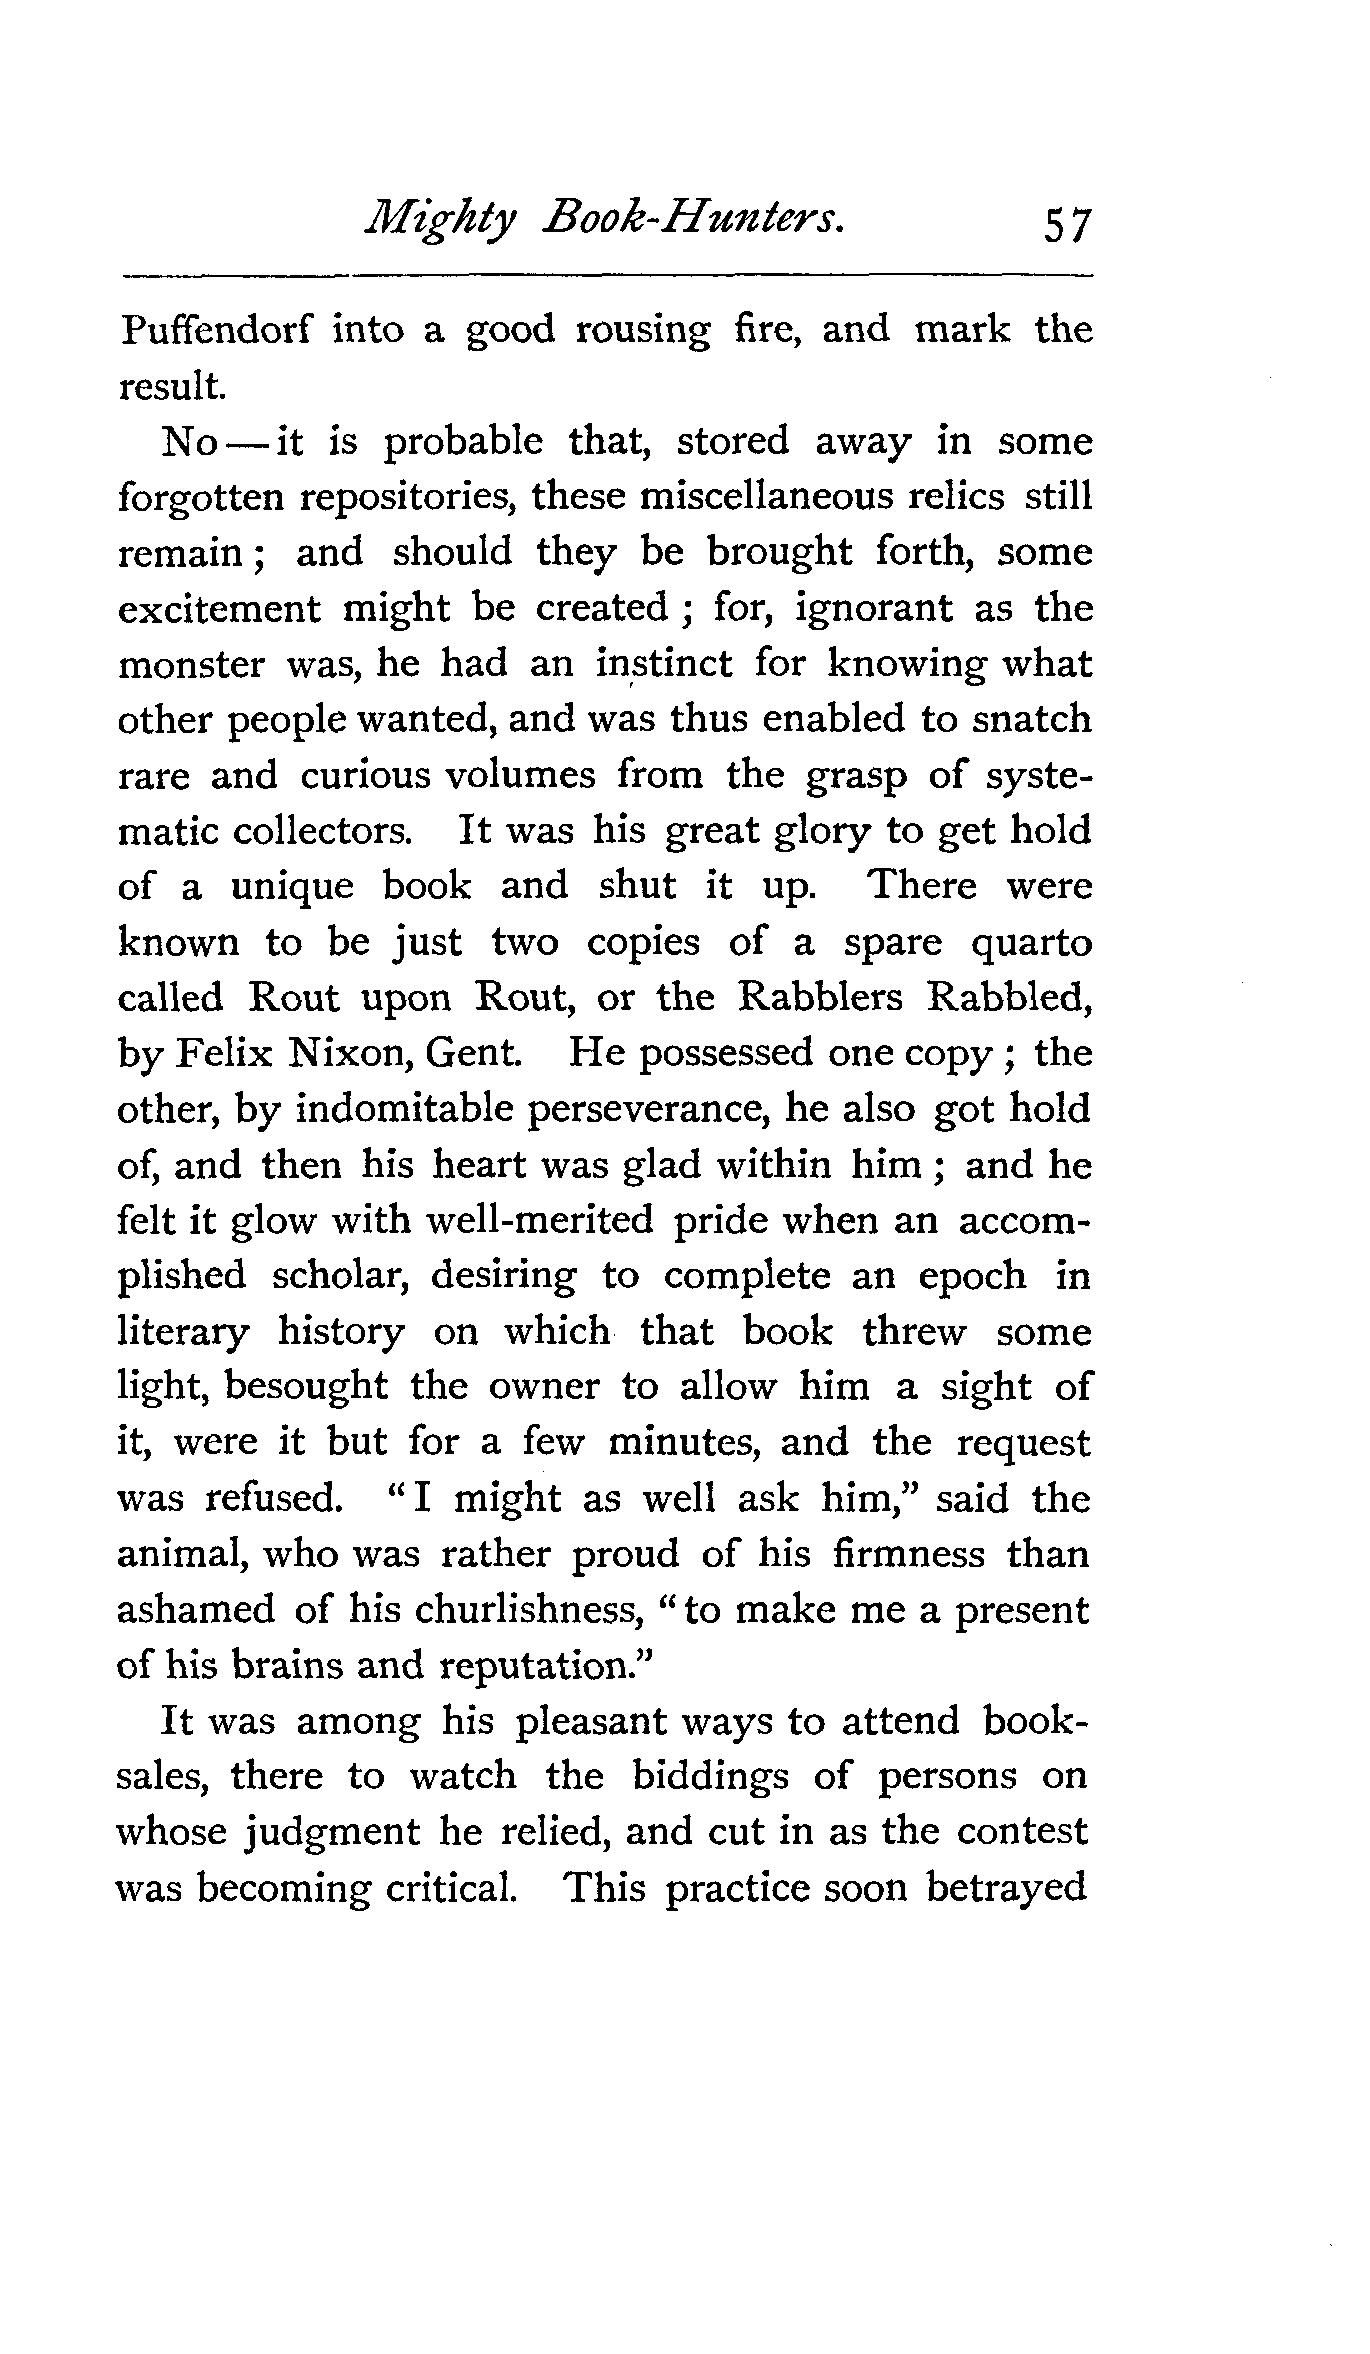 Mighty Book-Hunters. 57
Puffendorf into a good rousing fire, and mark the
result.
No—it is probable that, stored away in some
forgotten repositories, these miscellaneous relics still
remain ; and should they be brought forth, some
excitement might be created ; for, ignorant as the
monster was, he had an instinct for knowing what
other people wanted, and was thus enabled to snatch
rare and curious volumes from the grasp of syste-
matic collectors. It was his great glory to get hold
of a unique book and shut it up. There were
known to be just two copies of a spare quarto
called Rout upon Rout, or the Rabblers Rabbled,
by Felix Nixon, Gent. He possessed one copy ; the
other, by indomitable perseverance, he also got hold
of, and then his heart was glad within him ; and he
felt it glow with well-merited pride when an accom-
plished scholar, desiring to complete an epoch in
literary history on which that book threw some
light, besought the owner to allow him a sight of
it, were it but for a few minutes, and the request
was refused. "I might as well ask him," said the
animal, who was rather proud of his firmness than
ashamed of his churlishness, "to make me a present
of his brains and reputation."
It was among his pleasant ways to attend book-
sales, there to watch the biddings of persons on
whose judgment he relied, and cut in as the contest
was becoming critical. This practice soon betrayed